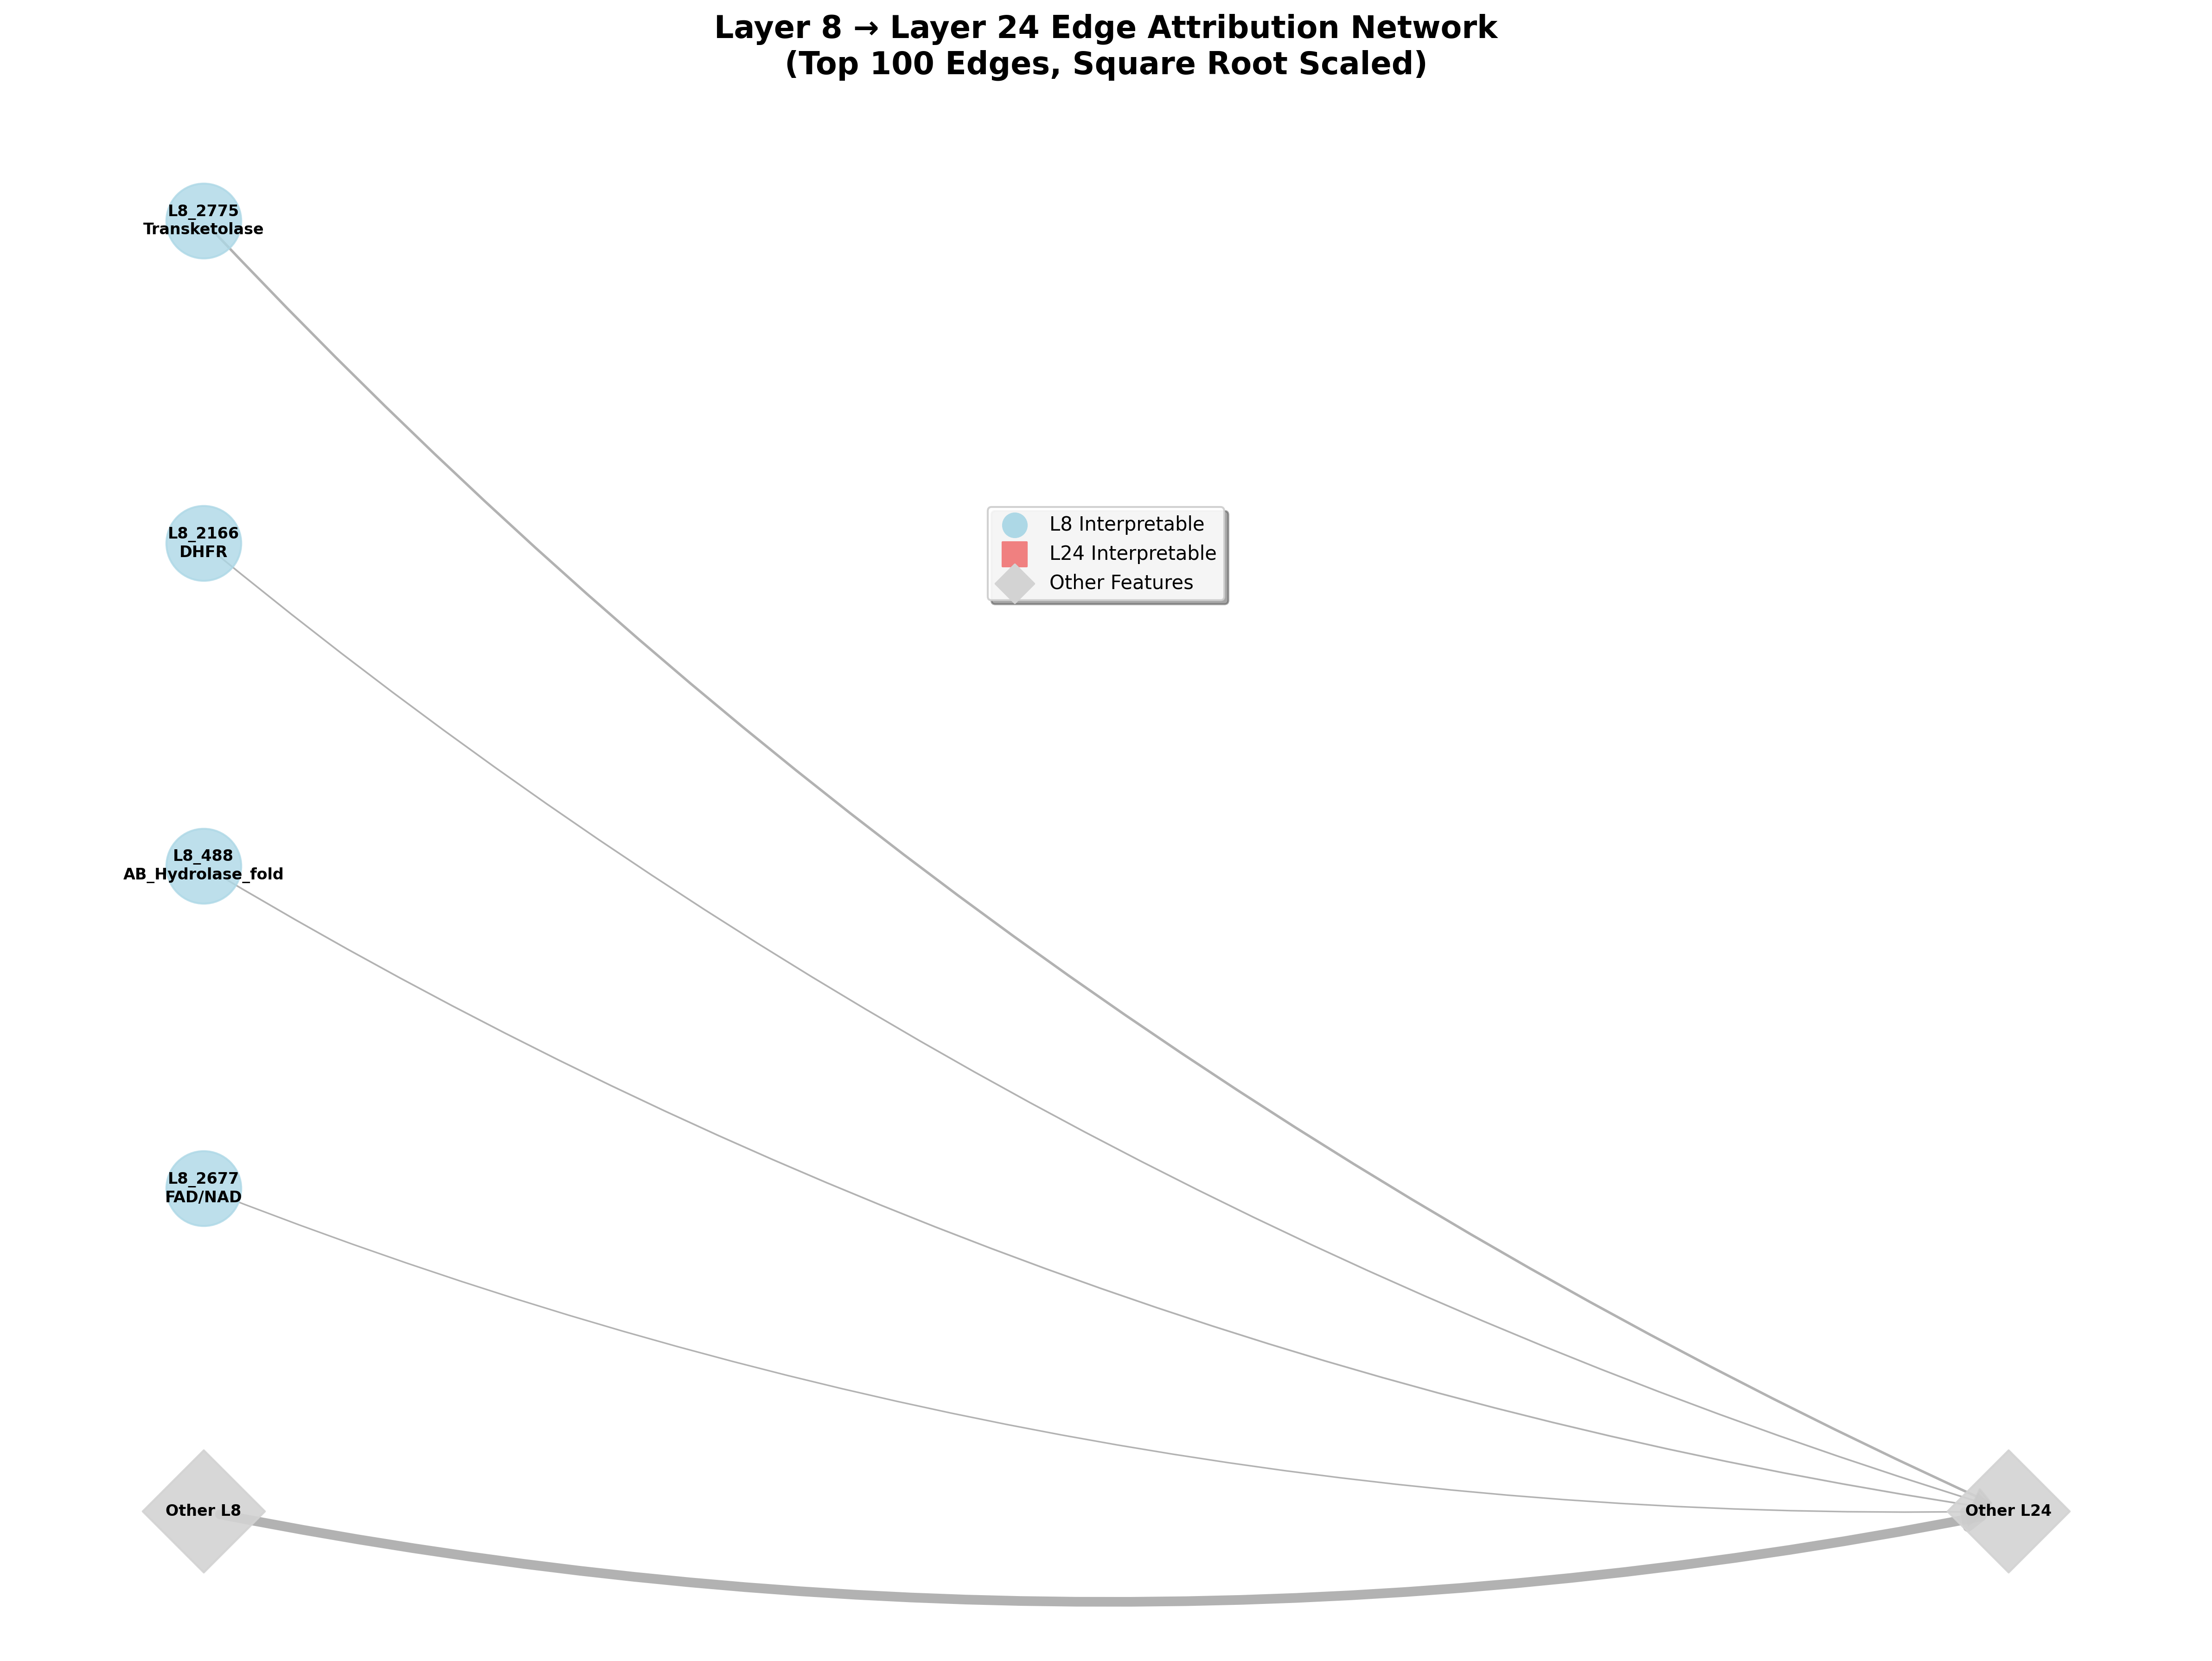 Layer 8 → Layer 24 Edge Attribution Network
(Top 100 Edges, Square Root Scaled)
L8_2775
Transketolase
L8_2166
DHFR
L8 Interpretable
L24 Interpretable
Other Features
L8_488
AB_Hydrolase_fold
L8_2677
FAD/NAD
Other L8
Other L24